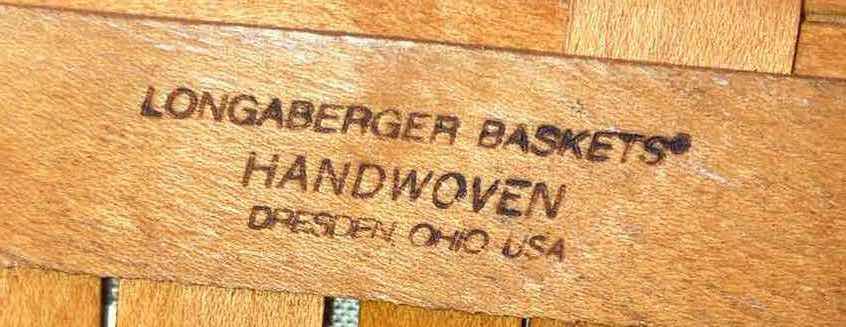 LONGABERGER BASKETS®
HANDWOVEN
DRESDEN, OHIO USA